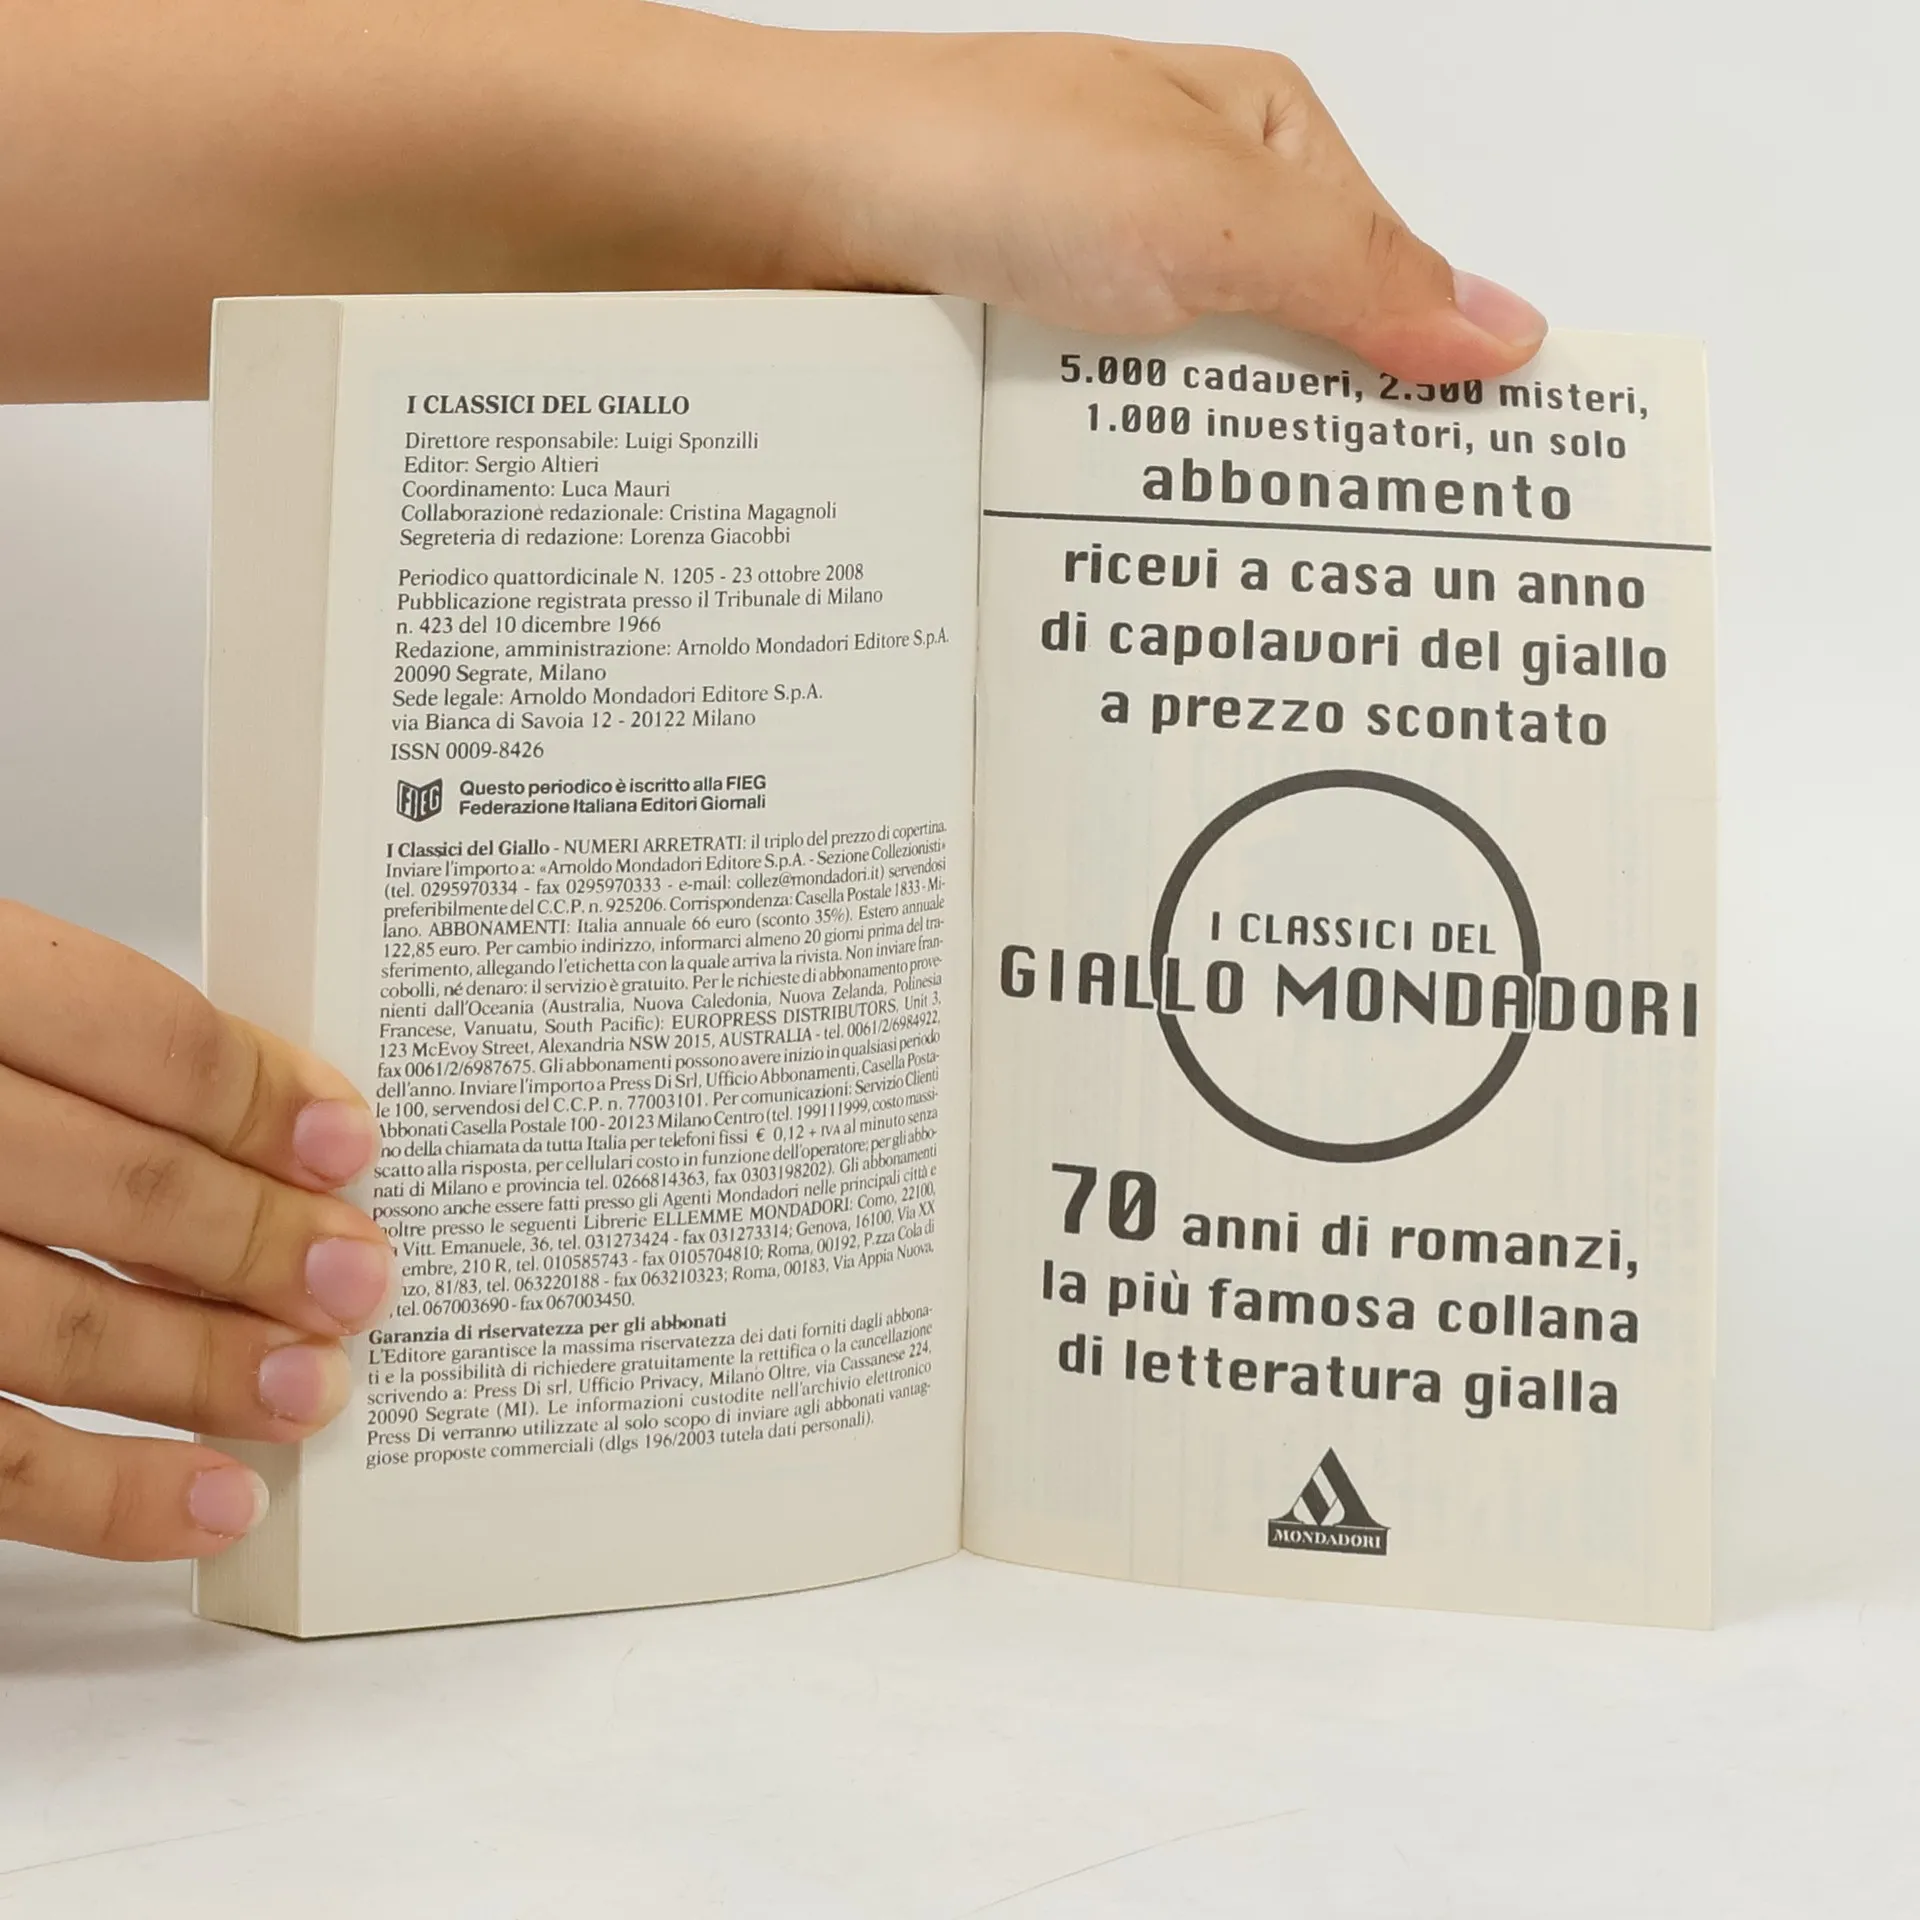 I CLASSICI DEL GIALLO
Direttore responsabile: Luigi Sponzilli
Editor: Sergio Altieri
Coordinamento: Luca Mauri
Collaborazione redazionale: Cristina Magagnoli
Segreteria di redazione: Lorenza Giacobbi
Periodico quattordicinale N. 1205 - 23 ottobre 2008
Pubblicazione registrata presso il Tribunale di Milano
n. 423 del 10 dicembre 1966
Redazione, amministrazione: Arnoldo Mondadori Editore S.p.A.
20090 Segrate, Milano
Sede legale: Arnoldo Mondadori Editore S.p.A.
via Bianca di Savoia 12 - 20122 Milano
ISSN 0009-8426
FIEG
Questo periodico è iscritto alla FIEG
Federazione Italiana Editori Giornali
I Classici del Giallo - NUMERI ARRETRATI: il triplo del prezzo di copertina.
Inviare l'importo a: «Arnoldo Mondadori Editore S.p.A. - Sezione Collezionisti»
(tel. 0295970334 - fax 0295970333 - e-mail: collez@mondadori.it) servendosi
preferibilmente del C.C.P. n. 925206. Corrispondenza: Casella Postale 1833 - Mi-
lano. ABBONAMENTI: Italia annuale 66 euro (sconto 35%). Estero annuale
122,85 euro. Per cambio indirizzo, informarci almeno 20 giorni prima del tra-
sferimento, allegando l'etichetta con la quale arriva la rivista. Non inviare fran-
cobolli, né denaro: il servizio è gratuito. Per le richieste di abbonamento prove-
nienti dall'Oceania (Australia, Nuova Caledonia, Nuova Zelanda, Polinesia
Francese, Vanuatu, South Pacific): EUROPRESS DISTRIBUTORS, Unit 3,
123 McEvoy Street, Alexandria NSW 2015, AUSTRALIA - tel. 0061/2/6984922,
fax 0061/2/6987675. Gli abbonamenti possono avere inizio in qualsiasi periodo
dell'anno. Inviare l'importo a Press Di Srl, Ufficio Abbonamenti, Casella Posta-
le 100, servendosi del C.C.P. n. 77003101. Per comunicazioni: Servizio Clienti
Abbonati Casella Postale 100 - 20123 Milano Centro (tel. 199111999, costo massi-
mo della chiamata da tutta Italia per telefoni fissi € 0,12 + IVA al minuto senza
scatto alla risposta, per cellulari costo in funzione dell'operatore; per gli abbo-
nati di Milano e provincia tel. 0266814363, fax 0303198202). Gli abbonamenti
possono anche essere fatti presso gli Agenti Mondadori nelle principali città e
noltre presso le seguenti Librerie ELLEMME MONDADORI: Como, 22100,
Vitt. Emanuele, 36, tel. 031273424 - fax 031273314; Genova, 16100, Via XX
embre, 210 R, tel. 010585743 - fax 0105704810; Roma, 00192, P.zza Cola di
nzo, 81/83, tel. 063220188 - fax 063210323; Roma, 00183, Via Appia Nuova,
, tel. 067003690 - fax 067003450.
Garanzia di riservatezza per gli abbonati
L'Editore garantisce la massima riservatezza dei dati forniti dagli abbona-
ti e la possibilità di richiedere gratuitamente la rettifica o la cancellazione
scrivendo a: Press Di srl, Ufficio Privacy, Milano Oltre, via Cassanese 224,
20090 Segrate (MI). Le informazioni custodite nell'archivio elettronico
Press Di verranno utilizzate al solo scopo di inviare agli abbonati vantag-
giose proposte commerciali (dlgs 196/2003 tutela dati personali).
5.000 cadaveri, 2.500 misteri,
1.000 investigatori, un solo
abbonamento
ricevi a casa un anno
di capolavori del giallo
a prezzo scontato
I CLASSICI DEL
GIALLO MONDADORI
70 anni di romanzi,
la più famosa collana
di letteratura gialla
MONDADORI